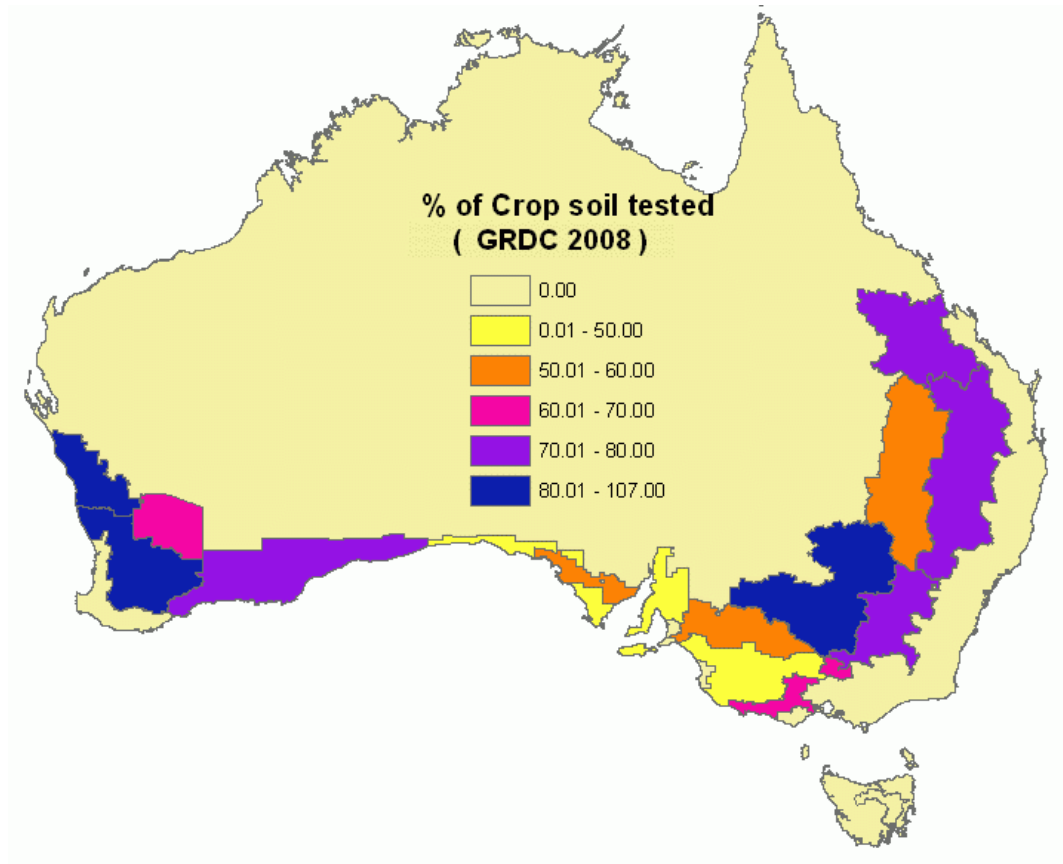 % of Crop soil tested
( GRDC 2008 )
0.00
0.01 - 50.00
50.01 - 60.00
60.01 - 70.00
70.01 - 80.00
80.01 - 107.00